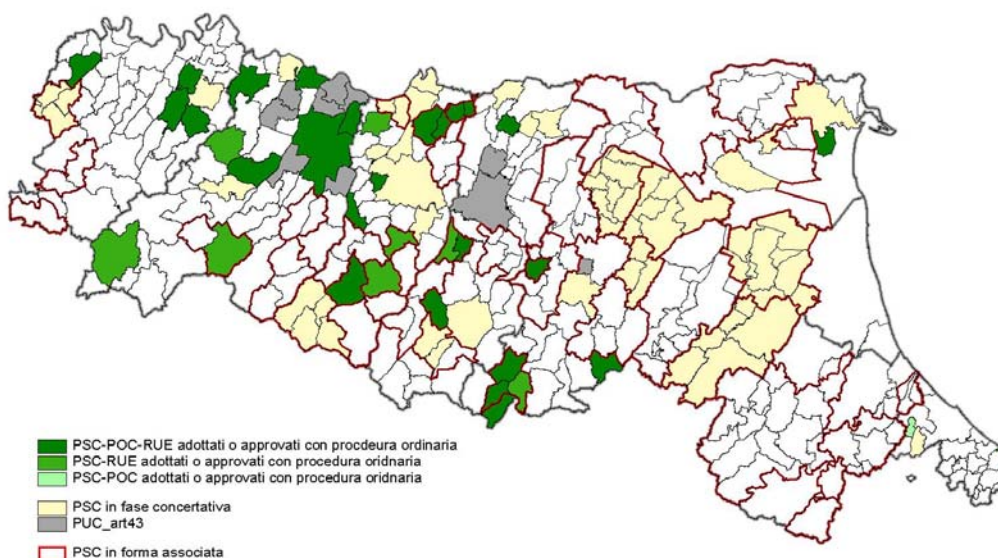 PSC-POC-RUE adottati o approvati con procdeura ordinaria
PSC-RUE adottati o approvati con procedura oridnaria
PSC-POC adottati o approvati con procedura oridnaria
PSC in fase concertativa
PUC_art43
PSC in forma associata